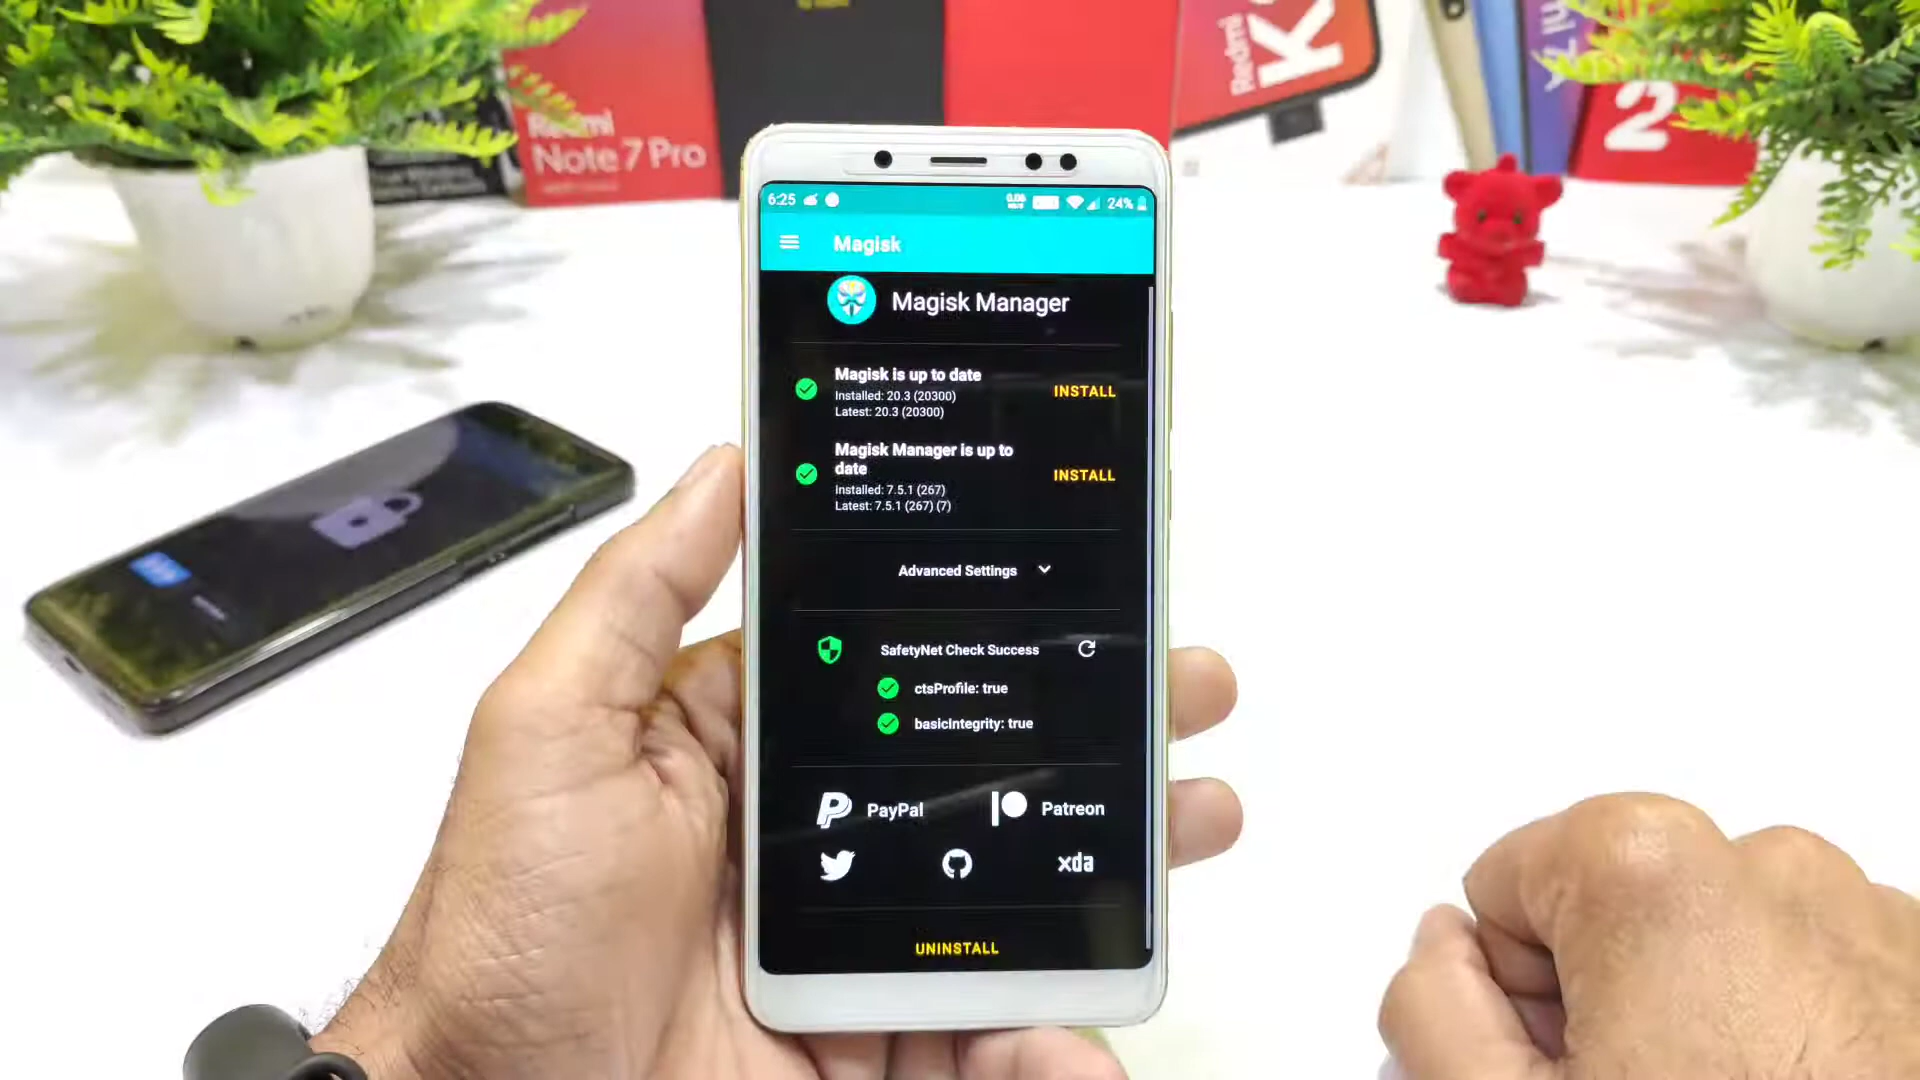 Redmi
Note 7 Pro
Redmi
K
2
6:25
24%
Magisk
Magisk Manager
Magisk is up to date
Installed: 20.3 (20300)
Latest: 20.3 (20300)
INSTALL
Magisk Manager is up to
date
Installed: 7.5.1 (267)
Latest: 7.5.1 (267) (7)
INSTALL
Advanced Settings
SafetyNet Check Success
ctsProfile: true
basicIntegrity: true
PayPal
Patreon
xda
UNINSTALL